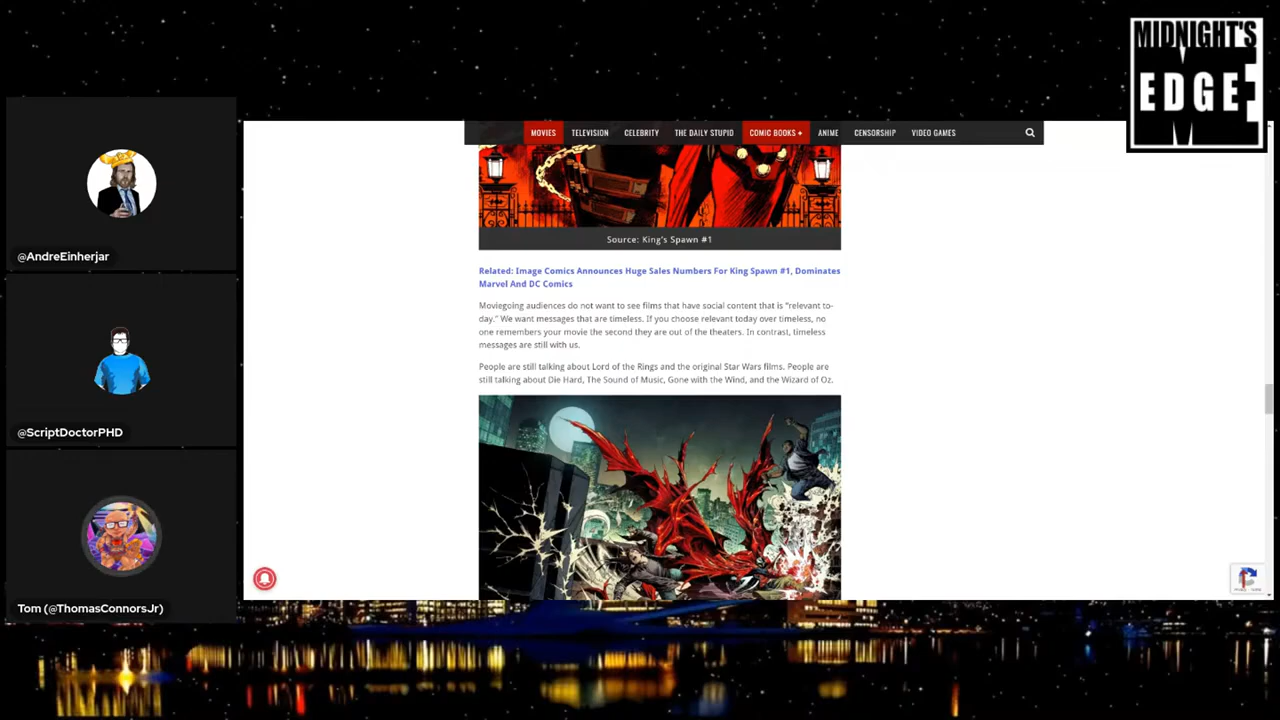 MIDNIGHT'S
EDGE
ME
MOVIES TELEVISION CELEBRITY THE DAILY STUPID COMIC BOOKS + ANIME CENSORSHIP VIDEO GAMES
Source: King's Spawn #1
@AndreEinherjar
Related: Image Comics Announces Huge Sales Numbers For King Spawn #1, Dominates
Marvel And DC Comics
Moviegoing audiences do not want to see films that have social content that is “relevant to-
day.” We want messages that are timeless. If you choose relevant today over timeless, no
one remembers your movie the second they are out of the theaters. In contrast, timeless
messages are still with us.
People are still talking about Lord of the Rings and the original Star Wars films. People are
still talking about Die Hard, The Sound of Music, Gone with the Wind, and the Wizard of Oz.
@ScriptDoctorPHD
Tom (@ThomasConnorsJr)